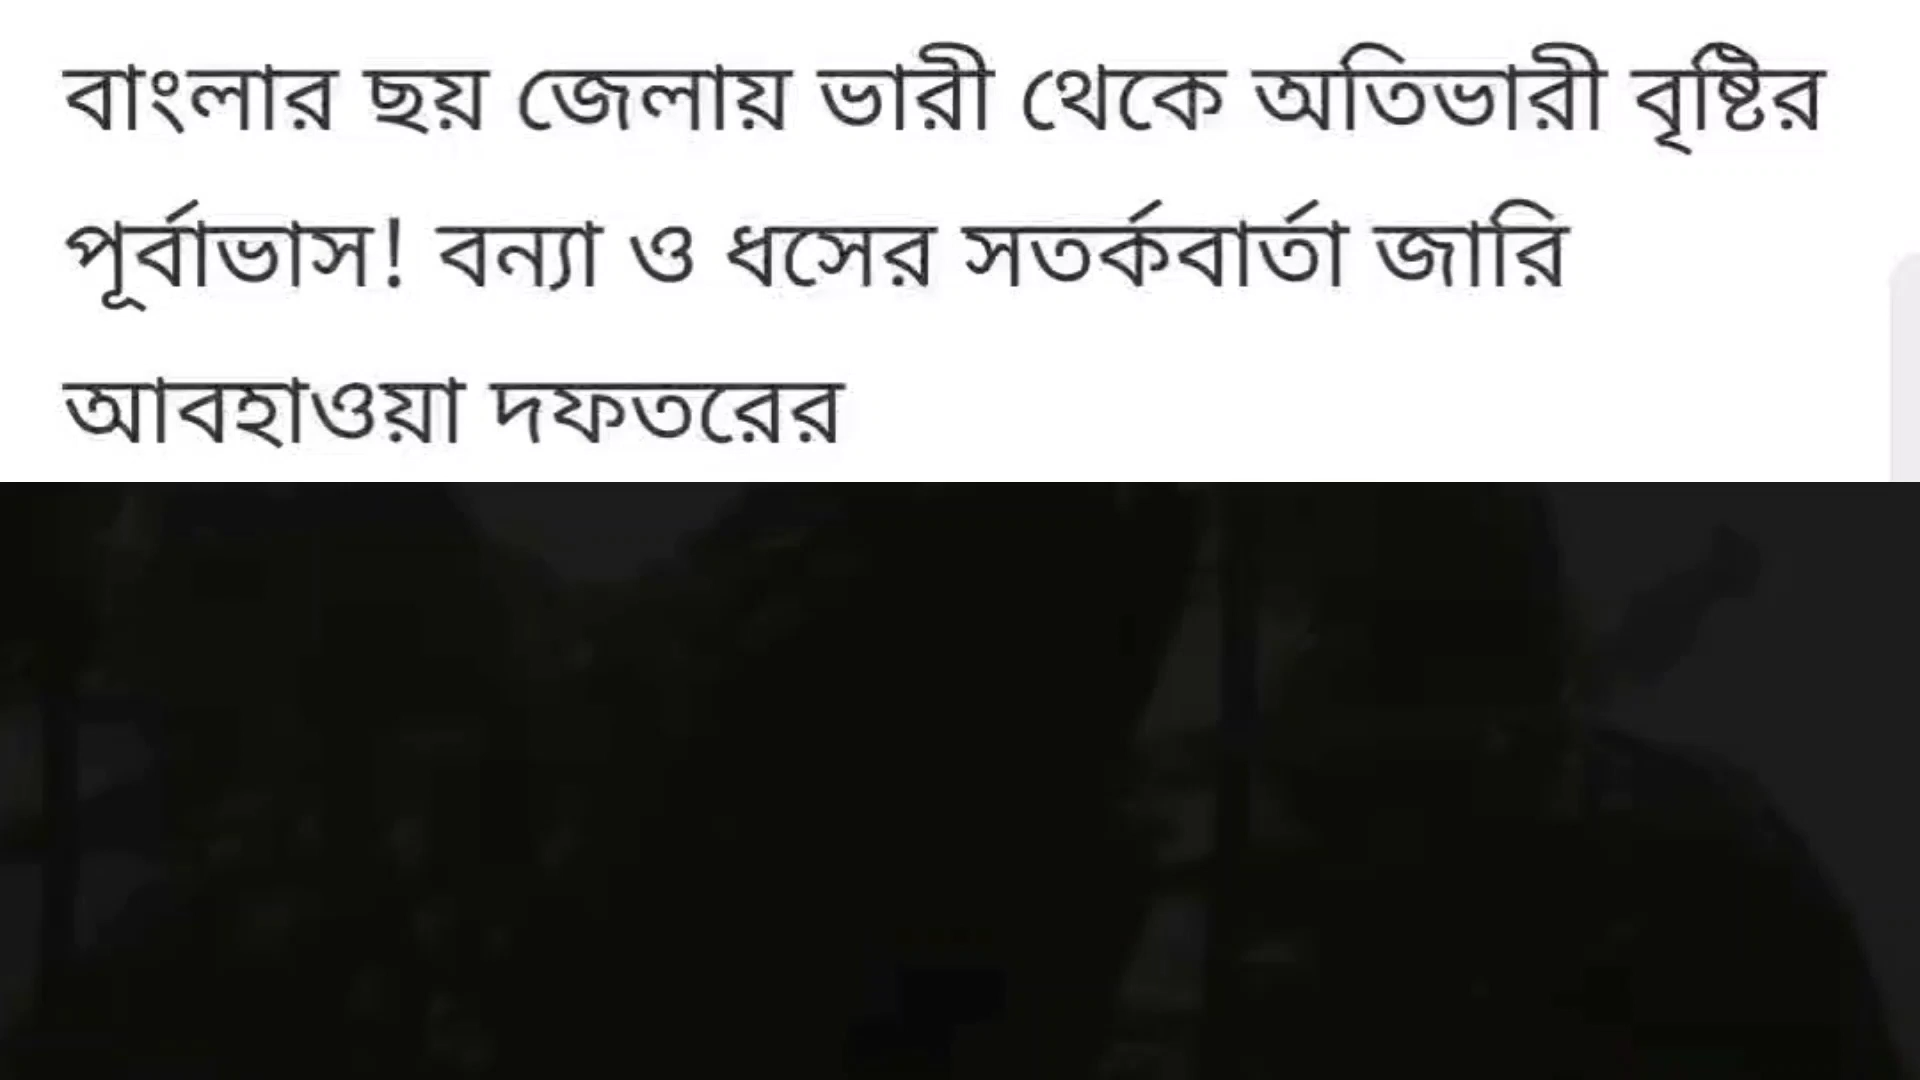 বাংলার ছয় জেলায় ভারী থেকে অতিভারী বৃষ্টির
পূর্বাভাস! বন্যা ও ধসের সতর্কবার্তা জারি
আবহাওয়া দফতরের